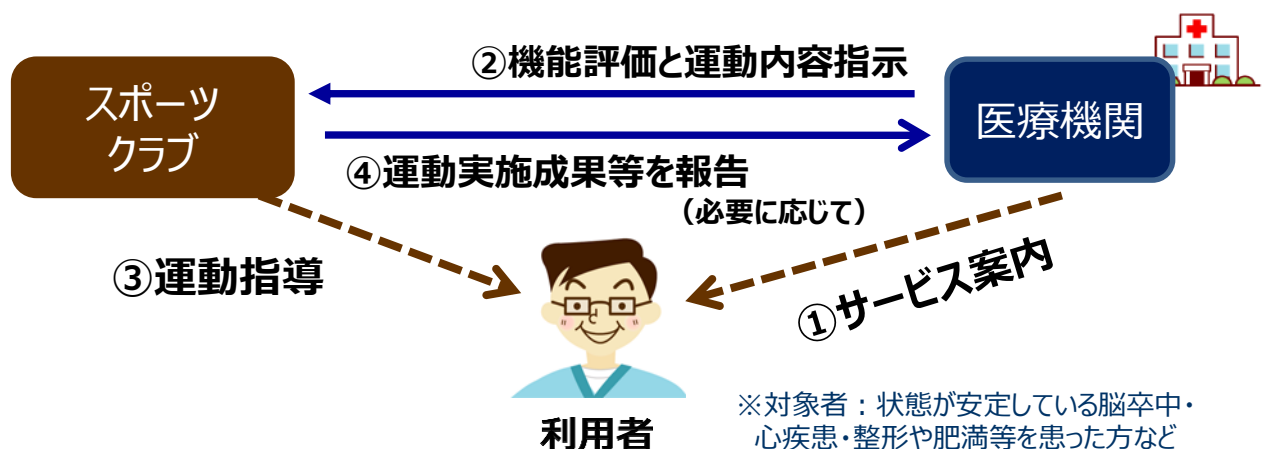 ②機能評価と運動内容指示
スポーツ
クラブ
医療機関
④運動実施成果等を報告
（必要に応じて）
③運動指導
①サービス案内
利用者
※対象者：状態が安定している脳卒中・
心疾患・整形や肥満等を患った方など